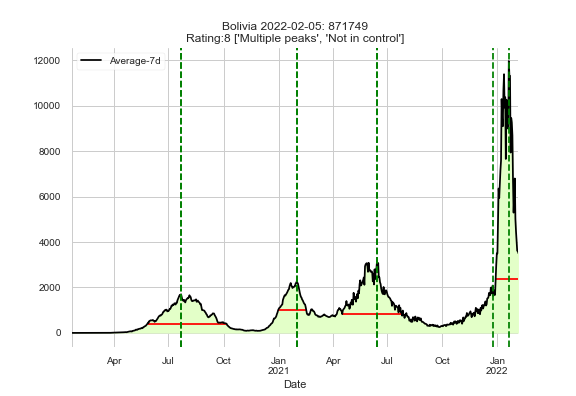 Bolivia 2022-02-05: 871749
Rating:8 ['Multiple peaks', 'Not in control']
Average-7d
12000
10000
8000
6000
4000
2000
0
Apr Jul Oct Jan Apr Jul Oct Jan
2021 2022
Date